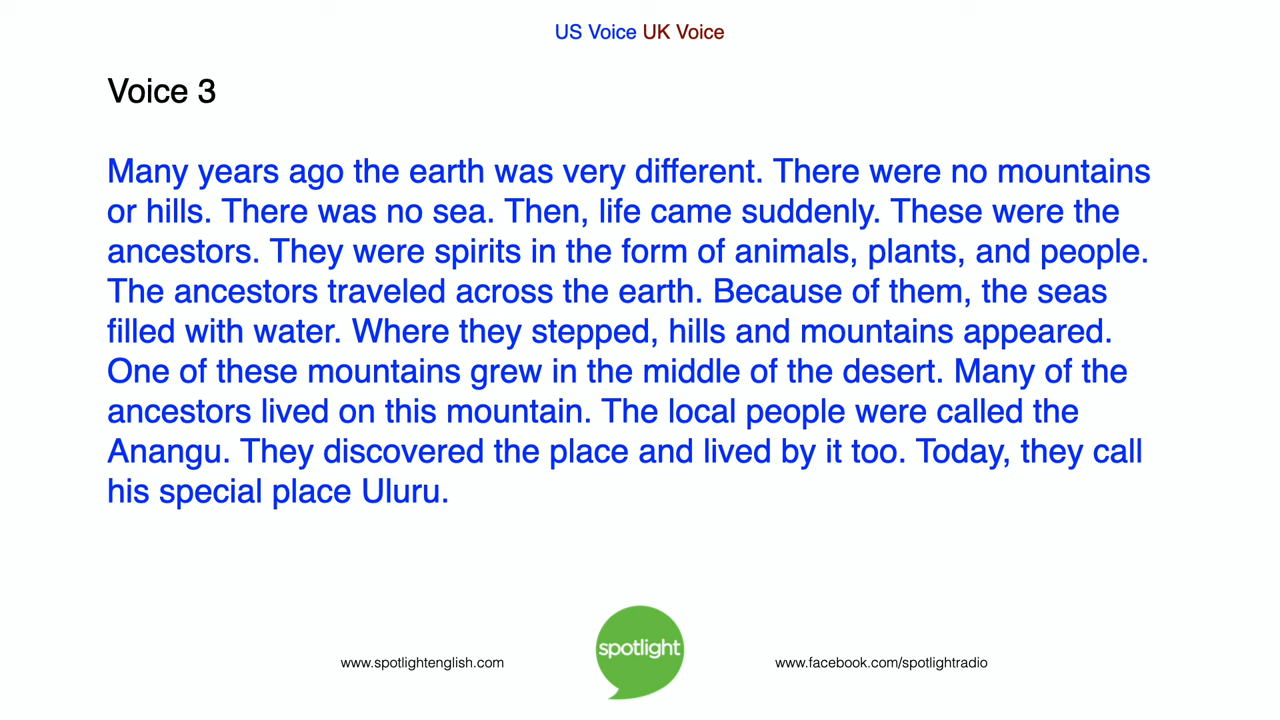 US Voice UK Voice
Voice 3
Many years ago the earth was very different. There were no mountains
or hills. There was no sea. Then, life came suddenly. These were the
ancestors. They were spirits in the form of animals, plants, and people.
The ancestors traveled across the earth. Because of them, the seas
filled with water. Where they stepped, hills and mountains appeared.
One of these mountains grew in the middle of the desert. Many of the
ancestors lived on this mountain. The local people were called the
Anangu. They discovered the place and lived by it too. Today, they call
his special place Uluru.
spotlight
www.spotlightenglish.com
www.facebook.com/spotlightradio